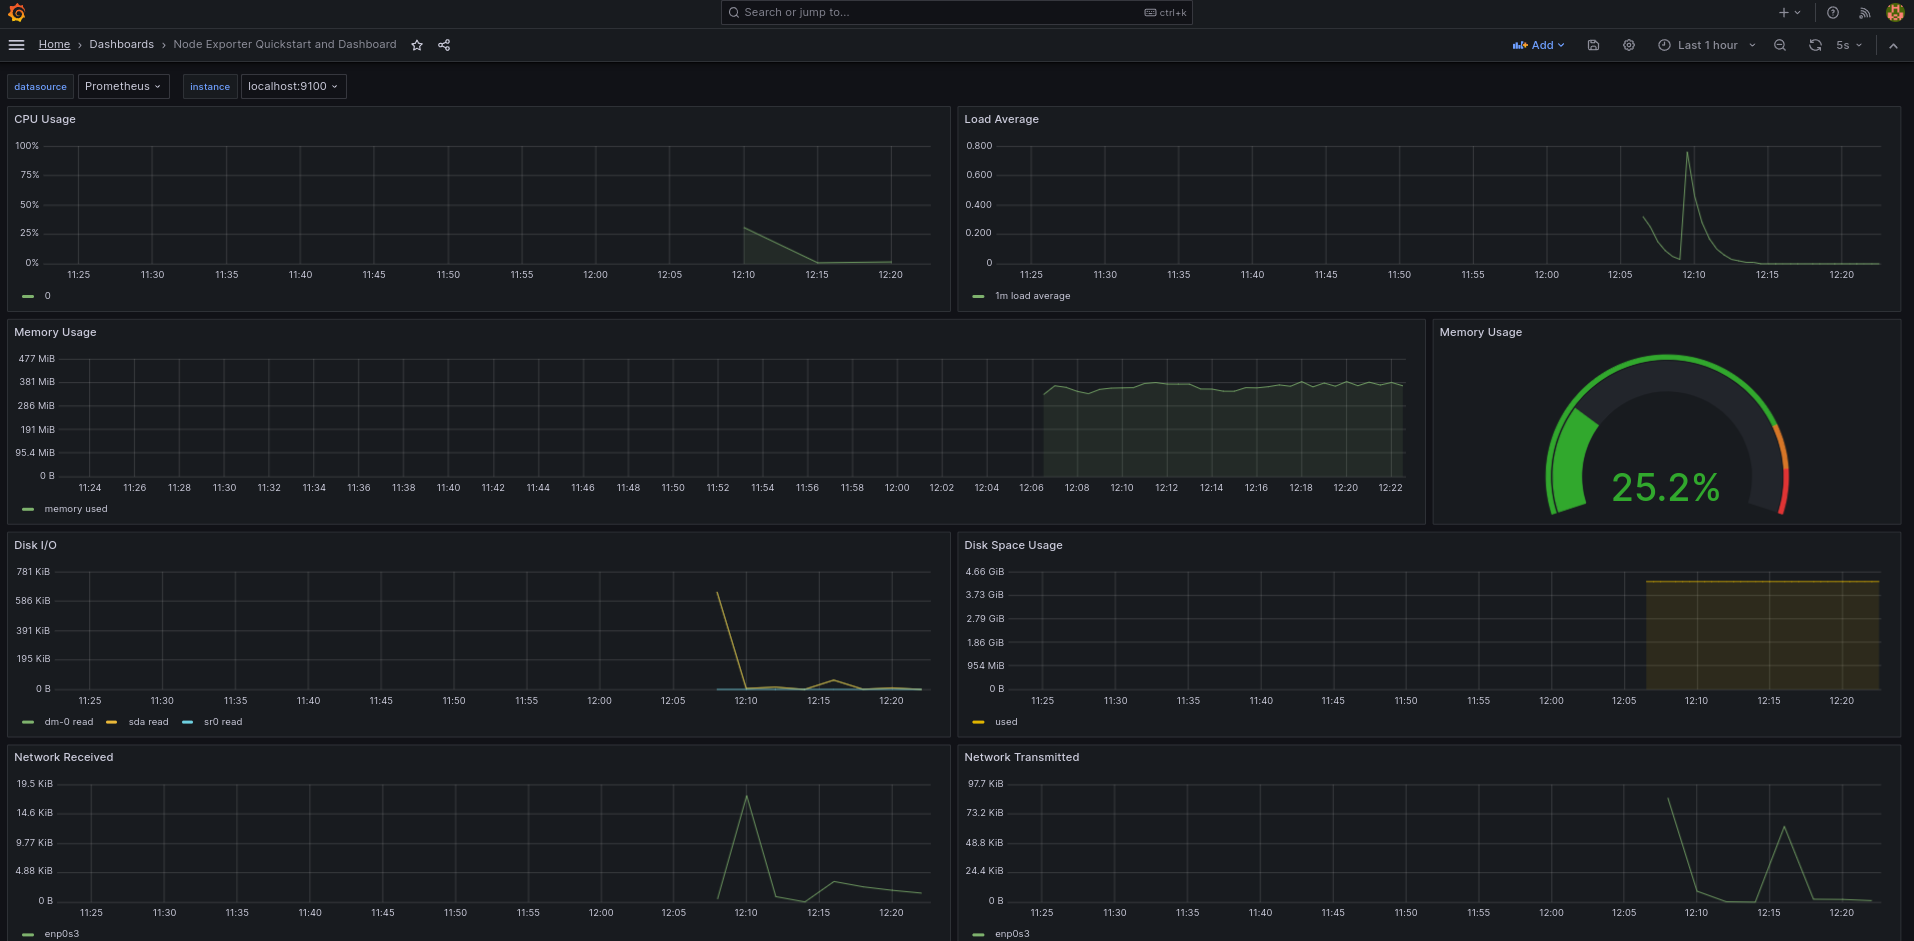 Search or jump to... ctrl+k
Home › Dashboards › Node Exporter Quickstart and Dashboard Add Last 1 hour 5s
datasource Prometheus instance localhost:9100
CPU Usage
100%
75%
50%
25%
0%
11:25 11:30 11:35 11:40 11:45 11:50 11:55 12:00 12:05 12:10 12:15 12:20
0
Load Average
0.800
0.600
0.400
0.200
0
11:25 11:30 11:35 11:40 11:45 11:50 11:55 12:00 12:05 12:10 12:15 12:20
1m load average
Memory Usage
477 MiB
381 MiB
286 MiB
191 MiB
95.4 MiB
0 B
11:24 11:26 11:28 11:30 11:32 11:34 11:36 11:38 11:40 11:42 11:44 11:46 11:48 11:50 11:52 11:54 11:56 11:58 12:00 12:02 12:04 12:06 12:08 12:10 12:12 12:14 12:16 12:18 12:20 12:22
memory used
Memory Usage
25.2%
Disk I/O
781 KiB
586 KiB
391 KiB
195 KiB
0 B
11:25 11:30 11:35 11:40 11:45 11:50 11:55 12:00 12:05 12:10 12:15 12:20
dm-0 read sda read sr0 read
Disk Space Usage
4.66 GiB
3.73 GiB
2.79 GiB
1.86 GiB
954 MiB
0 B
11:25 11:30 11:35 11:40 11:45 11:50 11:55 12:00 12:05 12:10 12:15 12:20
used
Network Received
19.5 KiB
14.6 KiB
9.77 KiB
4.88 KiB
0 B
11:25 11:30 11:35 11:40 11:45 11:50 11:55 12:00 12:05 12:10 12:15 12:20
enp0s3
Network Transmitted
97.7 KiB
73.2 KiB
48.8 KiB
24.4 KiB
0 B
11:25 11:30 11:35 11:40 11:45 11:50 11:55 12:00 12:05 12:10 12:15 12:20
enp0s3